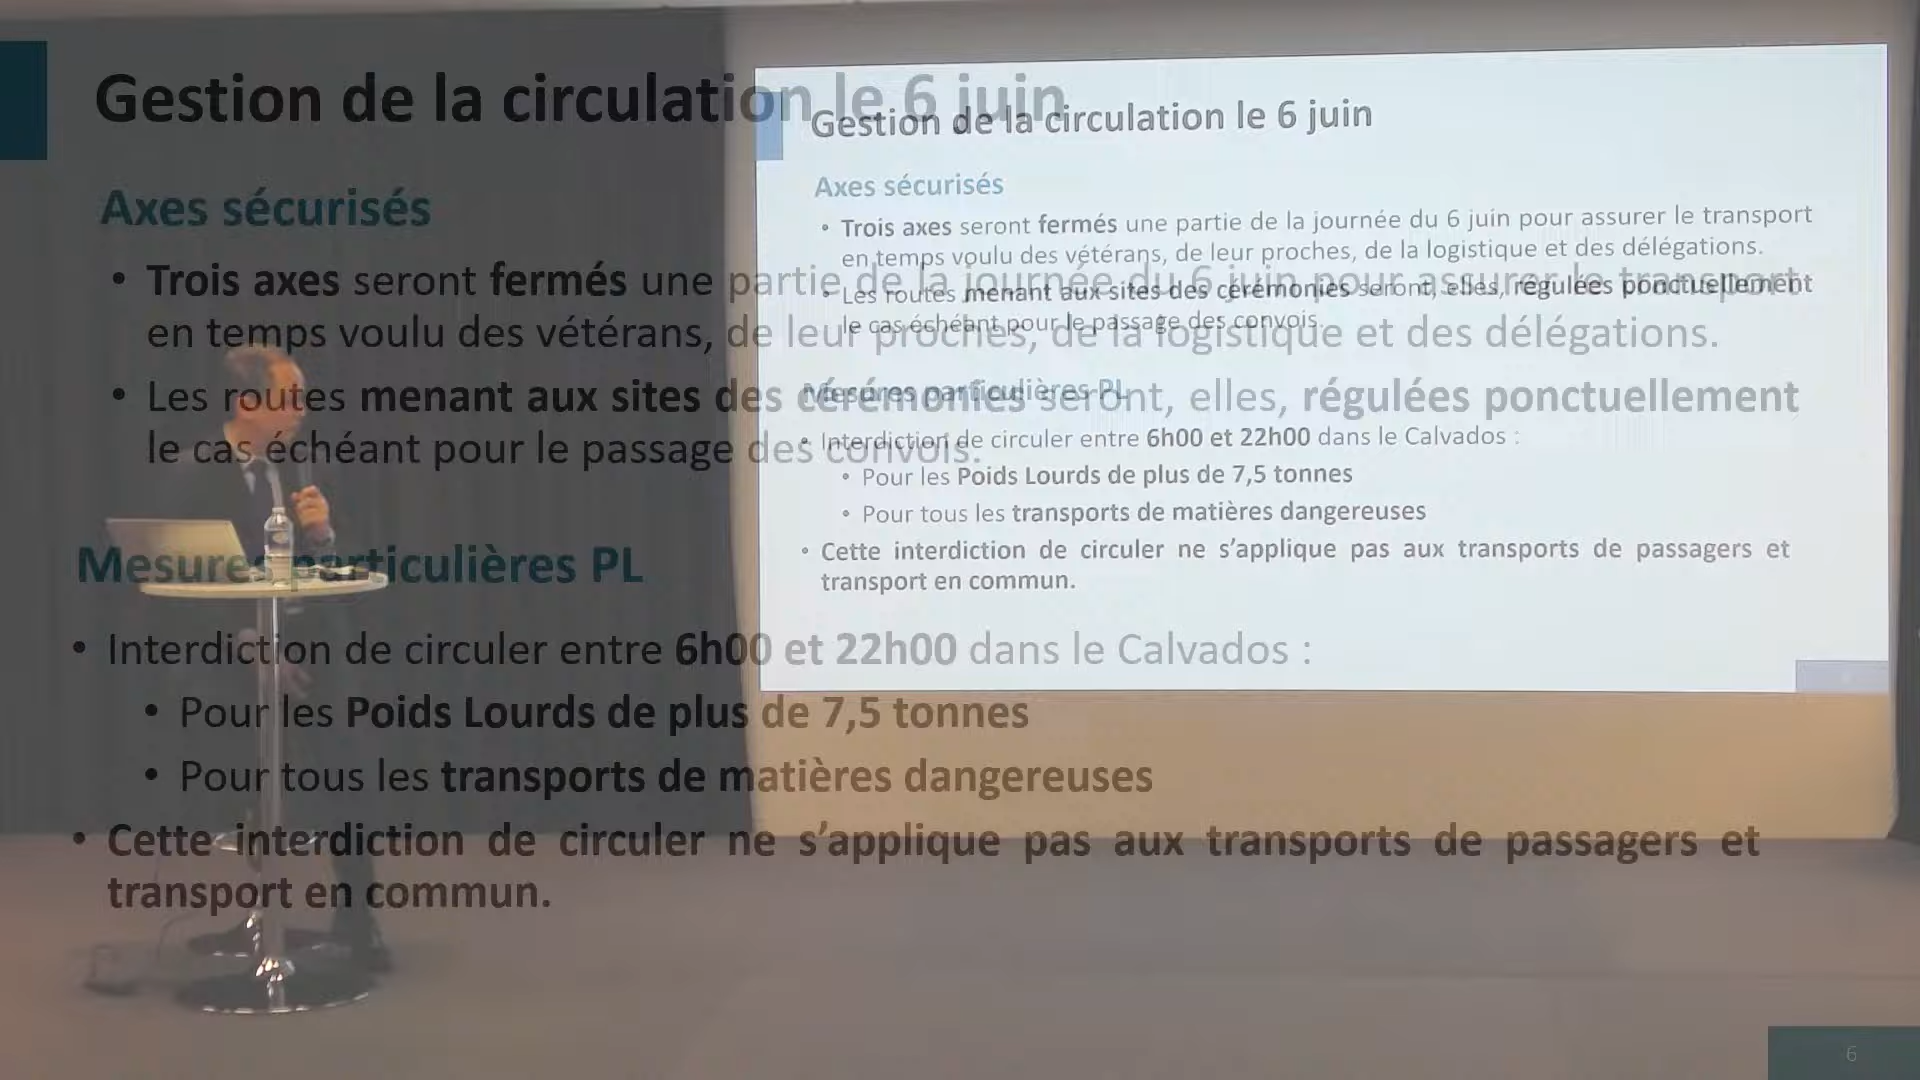 Gestion de la circulation le 6 juin
Axes sécurisés
• Trois axes seront fermés une partie de la journée du 6 juin pour assurer le transport
en temps voulu des vétérans, de leur proches, de la logistique et des délégations.
• Les routes menant aux sites des cérémonies seront, elles, régulées ponctuellement
le cas échéant pour le passage des convois.
Mesures particulières PL
• Interdiction de circuler entre 6h00 et 22h00 dans le Calvados :
• Pour les Poids Lourds de plus de 7,5 tonnes
• Pour tous les transports de matières dangereuses
• Cette interdiction de circuler ne s’applique pas aux transports de passagers et
transport en commun.
6
Gestion de la circulation le 6 juin
Axes sécurisés
• Trois axes seront fermés une partie de la journée du 6 juin pour assurer le transport
en temps voulu des vétérans, de leur proches, de la logistique et des délégations.
• Les routes menant aux sites des cérémonies seront, elles, régulées ponctuellement
le cas échéant pour le passage des convois.
Mesures particulières PL
• Interdiction de circuler entre 6h00 et 22h00 dans le Calvados :
• Pour les Poids Lourds de plus de 7,5 tonnes
• Pour tous les transports de matières dangereuses
• Cette interdiction de circuler ne s’applique pas aux transports de passagers et
transport en commun.